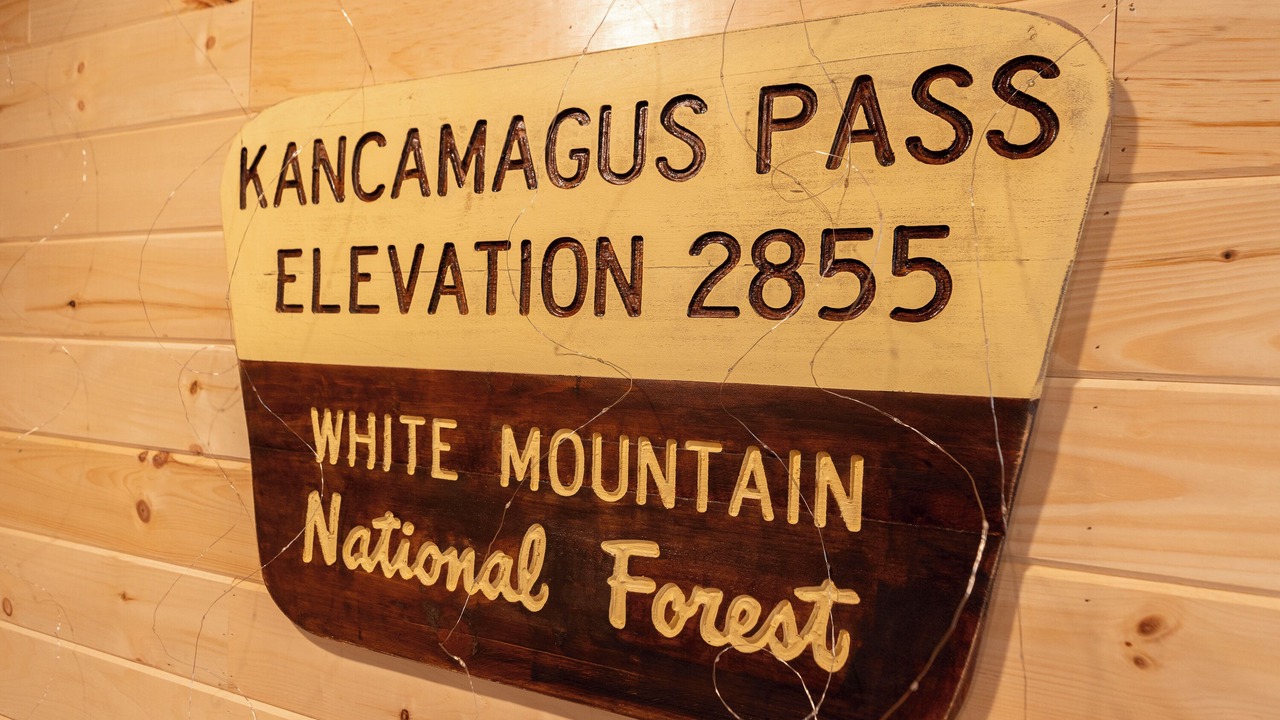 KANCAMAGUS PASS
ELEVATION 2855
WHITE MOUNTAIN
National Forest